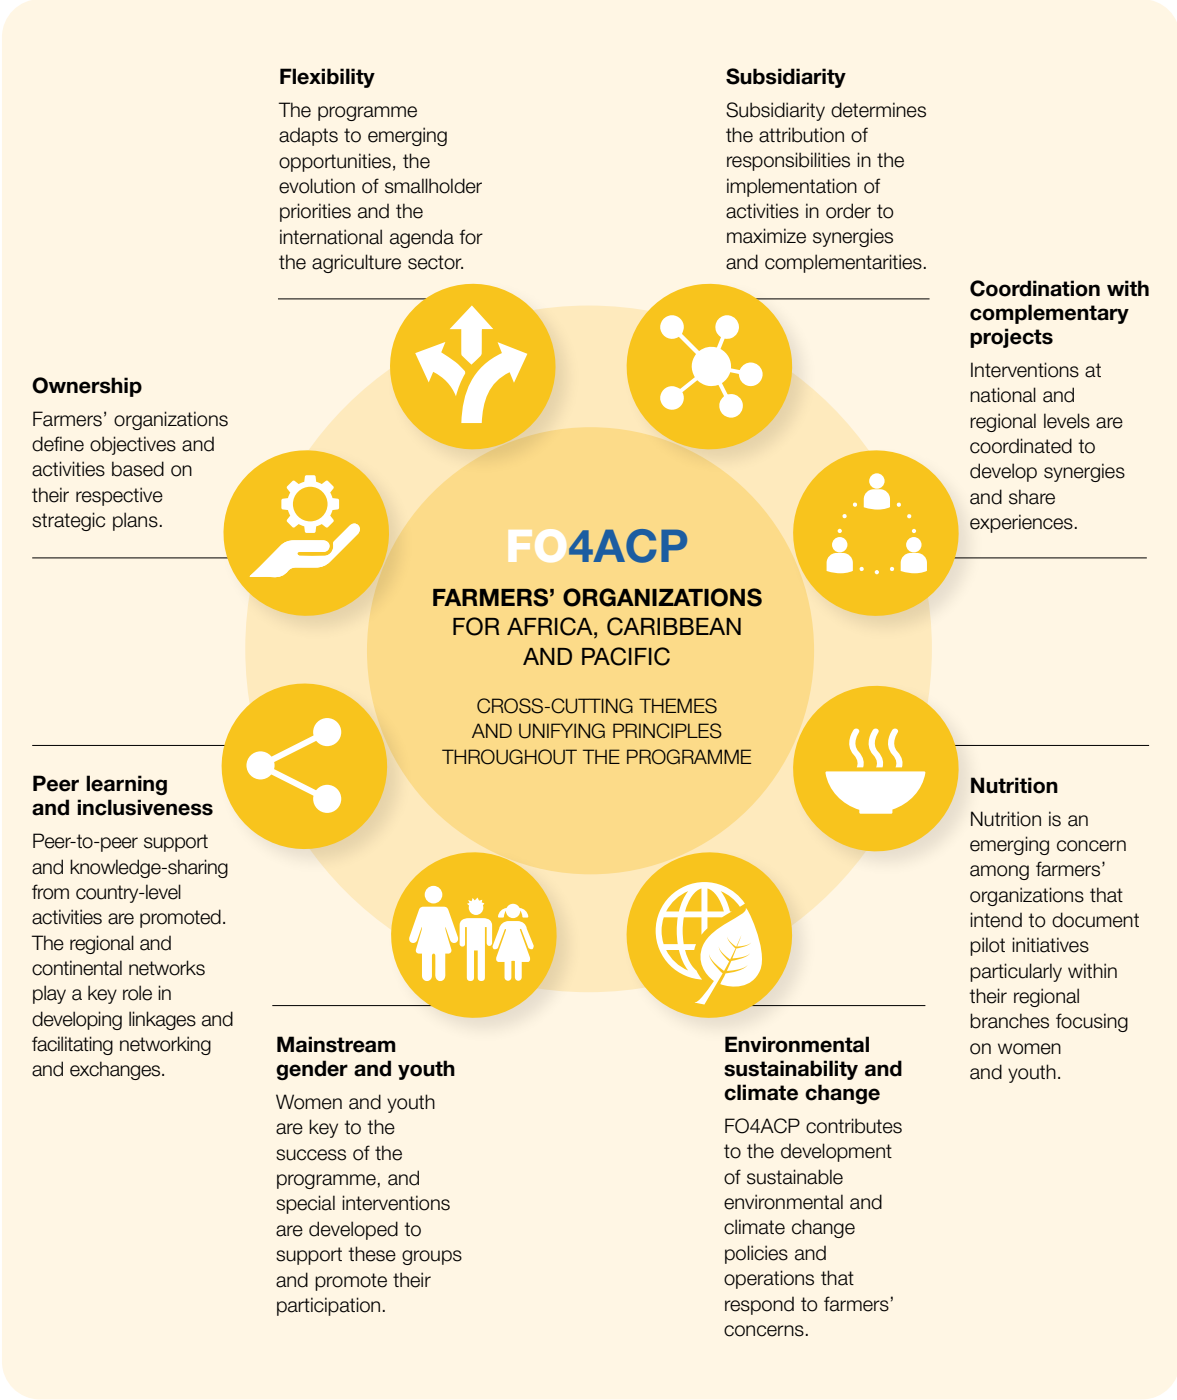 Flexibility
The programme
adapts to emerging
opportunities, the
evolution of smallholder
priorities and the
international agenda for
the agriculture sector.
Subsidiarity
Subsidiarity determines
the attribution of
responsibilities in the
implementation of
activities in order to
maximize synergies
and complementarities.
Coordination with
complementary
projects
Interventions at
national and
regional levels are
coordinated to
develop synergies
and share
experiences.
Ownership
Farmers’ organizations
define objectives and
activities based on
their respective
strategic plans.
FO4ACP
FARMERS’ ORGANIZATIONS
FOR AFRICA, CARIBBEAN
AND PACIFIC
CROSS-CUTTING THEMES
AND UNIFYING PRINCIPLES
THROUGHOUT THE PROGRAMME
Peer learning
and inclusiveness
Peer-to-peer support
and knowledge-sharing
from country-level
activities are promoted.
The regional and
continental networks
play a key role in
developing linkages and
facilitating networking
and exchanges.
Nutrition
Nutrition is an
emerging concern
among farmers’
organizations that
intend to document
pilot initiatives
particularly within
their regional
branches focusing
on women
and youth.
Mainstream
gender and youth
Women and youth
are key to the
success of the
programme, and
special interventions
are developed to
support these groups
and promote their
participation.
Environmental
sustainability and
climate change
FO4ACP contributes
to the development
of sustainable
environmental and
climate change
policies and
operations that
respond to farmers’
concerns.